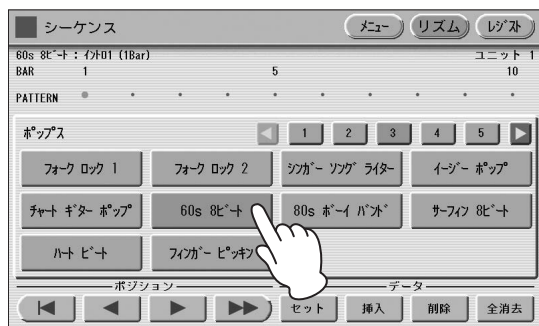 シーケンス メニュー リズム レジスト
60s 8ビート : イントロ1 (1Bar) ユニット 1
BAR 1 5 10
PATTERN
ポップス 1 2 3 4 5
フォーク ロック 1 フォーク ロック 2 シンガー ソング ライター イージー ポップ
チャート ギター ポップ 60s 8ビート 80s ボーイ バンド サーフィン 8ビート
ハート ビート フィンガー ピッキン
ポジション データ
セット 挿入 削除 全消去